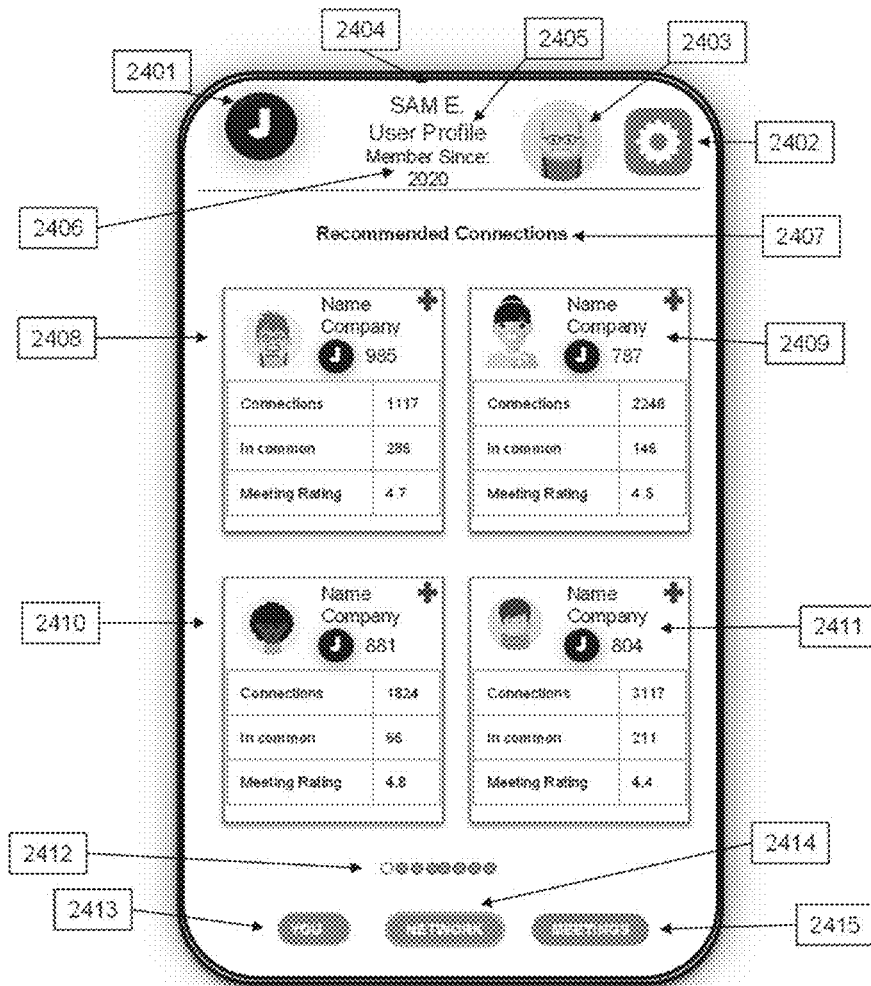 2404
2405
2403
2401
SAM E.
User Profile
Member Since:
2020
2402
2406
Recommended Connections
2407
2408
Name
Company
985
Name
Company
787
2409
Connections 1117
In common 286
Meeting Rating 4.7
Connections 2246
In common 146
Meeting Rating 4.5
2410
Name
Company
881
Name
Company
804
2411
Connections 1824
In common 66
Meeting Rating 4.8
Connections 3117
In common 211
Meeting Rating 4.4
2412
2414
2413
NETWORK
MEETINGS
2415